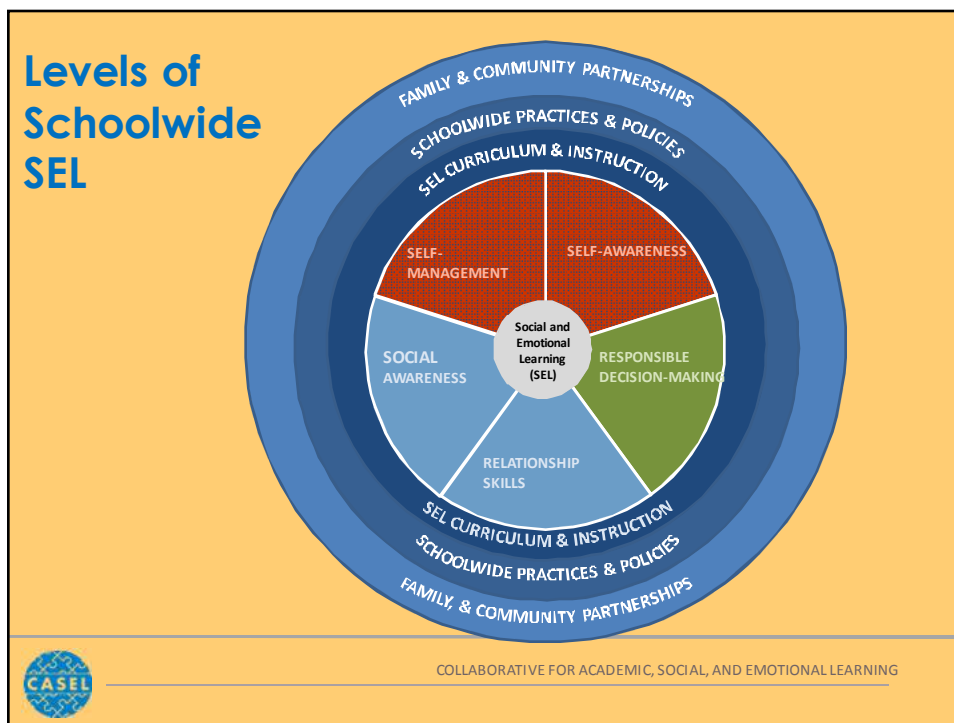 Levels of
Schoolwide
SEL
FAMILY & COMMUNITY PARTNERSHIPS
SCHOOLWIDE PRACTICES & POLICIES
SEL CURRICULUM & INSTRUCTION
SELF-
MANAGEMENT
SELF-AWARENESS
Social and
Emotional
Learning
(SEL)
SOCIAL
AWARENESS
RESPONSIBLE
DECISION-MAKING
RELATIONSHIP
SKILLS
SEL CURRICULUM & INSTRUCTION
SCHOOLWIDE PRACTICES & POLICIES
FAMILY, & COMMUNITY PARTNERSHIPS
CASEL
COLLABORATIVE FOR ACADEMIC, SOCIAL, AND EMOTIONAL LEARNING